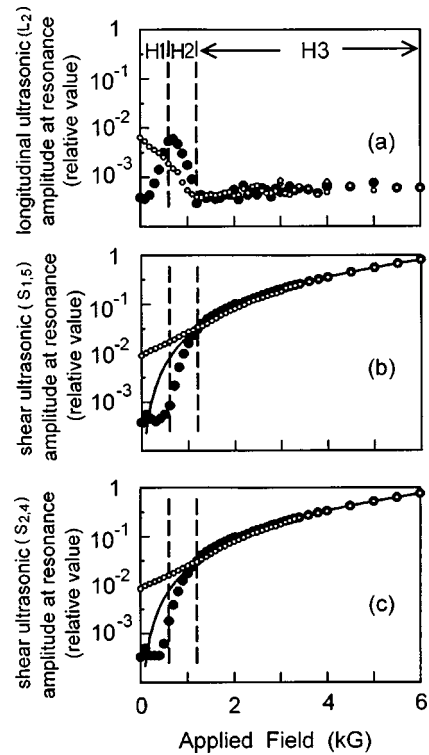 longitudinal ultrasonic (L₂)
amplitude at resonance
(relative value)
1
10⁻¹
10⁻²
10⁻³
H1
H2
H3
(a)
shear ultrasonic (S₁,₅)
amplitude at resonance
(relative value)
1
10⁻¹
10⁻²
10⁻³
(b)
shear ultrasonic (S₂,₄)
amplitude at resonance
(relative value)
1
10⁻¹
10⁻²
10⁻³
(c)
0 2 4 6
Applied Field (kG)